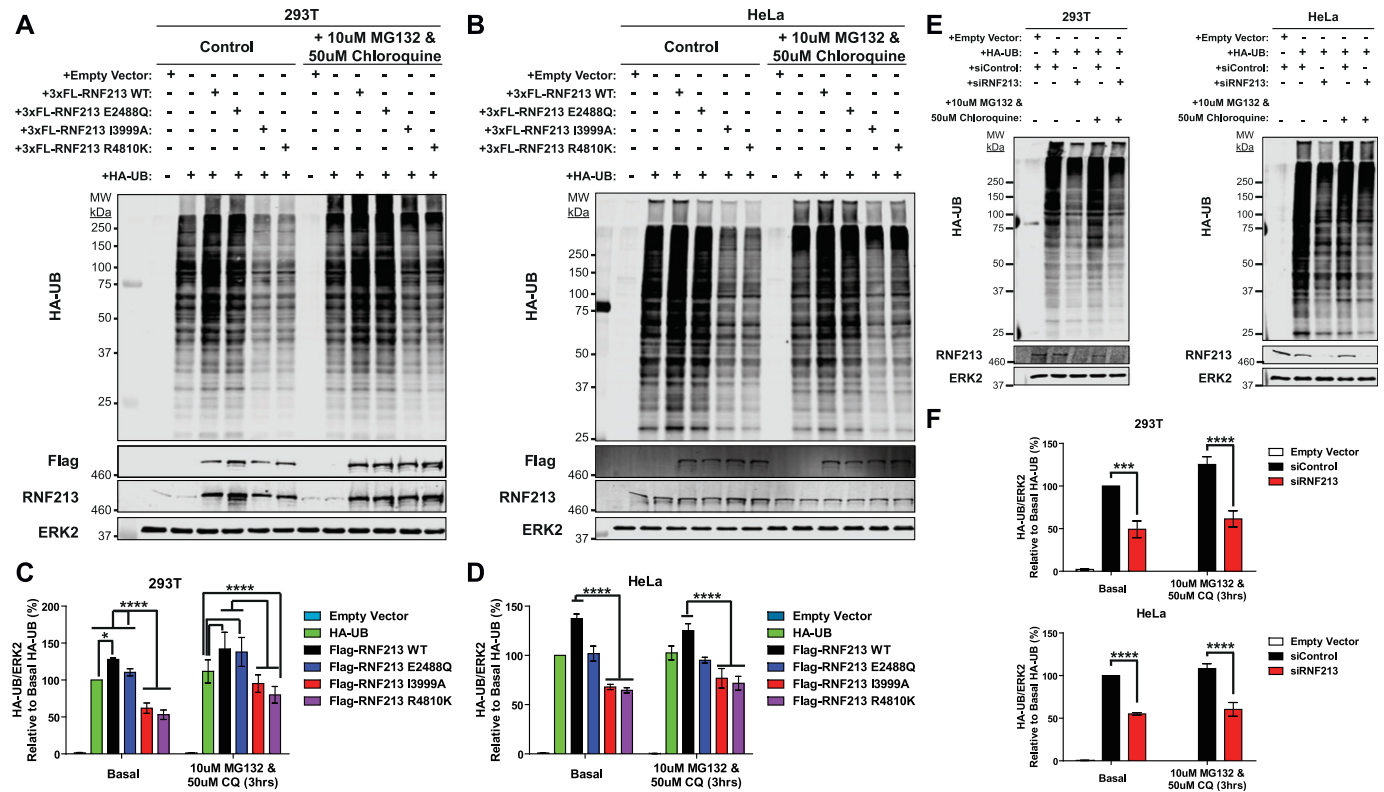 A
293T
Control
+ 10uM MG132 &
50uM Chloroquine
+Empty Vector: + - - - - - + - - - - -
+3xFL-RNF213 WT: - - + - - - - - + - - -
+3xFL-RNF213 E2488Q: - - - + - - - - - + - -
+3xFL-RNF213 I3999A: - - - - + - - - - - + -
+3xFL-RNF213 R4810K: - - - - - + - - - - - +
+HA-UB: - + + + + + - + + + + +
MW
kDa
250
150
100
75
50
37
25
HA-UB
Flag
460
RNF213
460
ERK2
37
B
HeLa
Control
+ 10uM MG132 &
50uM Chloroquine
+Empty Vector: + - - - - - + - - - - -
+3xFL-RNF213 WT: - - + - - - - - + - - -
+3xFL-RNF213 E2488Q: - - - + - - - - - + - -
+3xFL-RNF213 I3999A: - - - - + - - - - - + -
+3xFL-RNF213 R4810K: - - - - - + - - - - - +
+HA-UB: - + + + + + - + + + + +
MW
kDa
250
150
100
75
50
37
25
HA-UB
Flag
460
RNF213
460
ERK2
37
C
293T
HA-UB/ERK2
Relative to Basal HA-UB (%)
200
150
100
50
0
*
****
****
Basal
10uM MG132 &
50uM CQ (3hrs)
Empty Vector
HA-UB
Flag-RNF213 WT
Flag-RNF213 E2488Q
Flag-RNF213 I3999A
Flag-RNF213 R4810K
D
HeLa
HA-UB/ERK2
Relative to Basal HA-UB (%)
150
100
50
0
****
****
Basal
10uM MG132 &
50uM CQ (3hrs)
Empty Vector
HA-UB
Flag-RNF213 WT
Flag-RNF213 E2488Q
Flag-RNF213 I3999A
Flag-RNF213 R4810K
E
293T
+Empty Vector: + - - - - -
+HA-UB: - + + + +
+siControl: + + - + -
+siRNF213: - - + - +
+10uM MG132 &
50uM Chloroquine: - - - + +
MW
kDa
250
150
100
75
50
37
25
HA-UB
RNF213
460
ERK2
37
HeLa
+Empty Vector: + - - - -
+HA-UB: - + + + +
+siControl: + + - + -
+siRNF213: - - + - +
+10uM MG132 &
50uM Chloroquine: - - - + +
MW
kDa
250
150
100
75
50
37
25
HA-UB
RNF213
460
ERK2
37
F
293T
HA-UB/ERK2
Relative to Basal HA-UB (%)
150
100
50
0
***
****
Basal
10uM MG132 &
50uM CQ (3hrs)
Empty Vector
siControl
siRNF213
HeLa
HA-UB/ERK2
Relative to Basal HA-UB (%)
150
100
50
0
****
****
Basal
10uM MG132 &
50uM CQ (3hrs)
Empty Vector
siControl
siRNF213